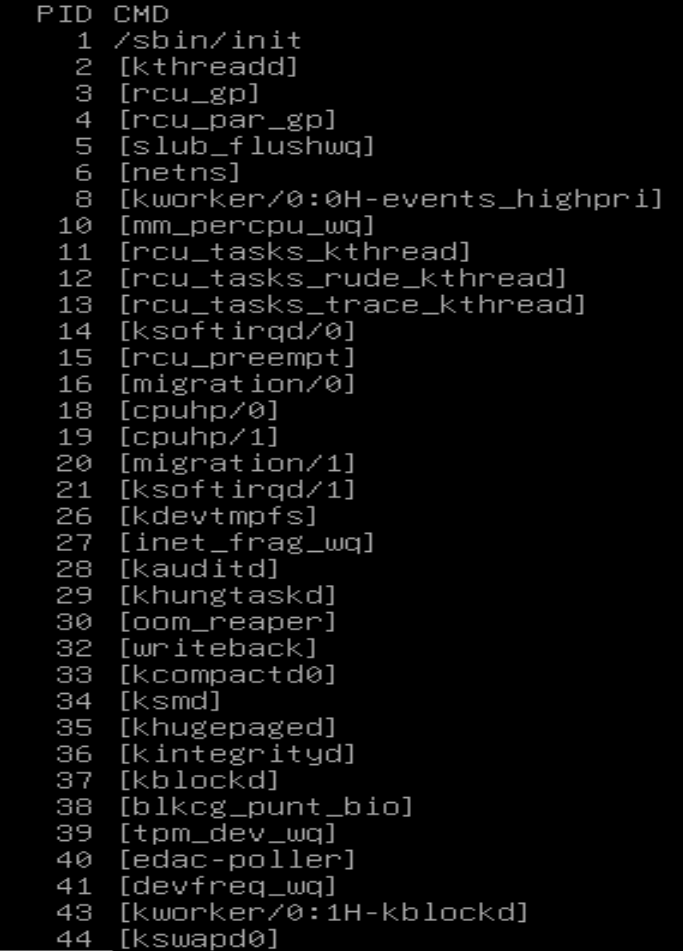 PID CMD
1 /sbin/init
2 [kthreadd]
3 [rcu_gp]
4 [rcu_par_gp]
5 [slub_flushwq]
6 [netns]
8 [kworker/0:0H-events_highpri]
10 [mm_percpu_wq]
11 [rcu_tasks_kthread]
12 [rcu_tasks_rude_kthread]
13 [rcu_tasks_trace_kthread]
14 [ksoftirqd/0]
15 [rcu_preempt]
16 [migration/0]
18 [cpuhp/0]
19 [cpuhp/1]
20 [migration/1]
21 [ksoftirqd/1]
26 [kdevtmpfs]
27 [inet_frag_wq]
28 [kauditd]
29 [khungtaskd]
30 [oom_reaper]
32 [writeback]
33 [kcompactd0]
34 [ksmd]
35 [khugepaged]
36 [kintegrityd]
37 [kblockd]
38 [blkcg_punt_bio]
39 [tpm_dev_wq]
40 [edac-poller]
41 [devfreq_wq]
43 [kworker/0:1H-kblockd]
44 [kswapd0]